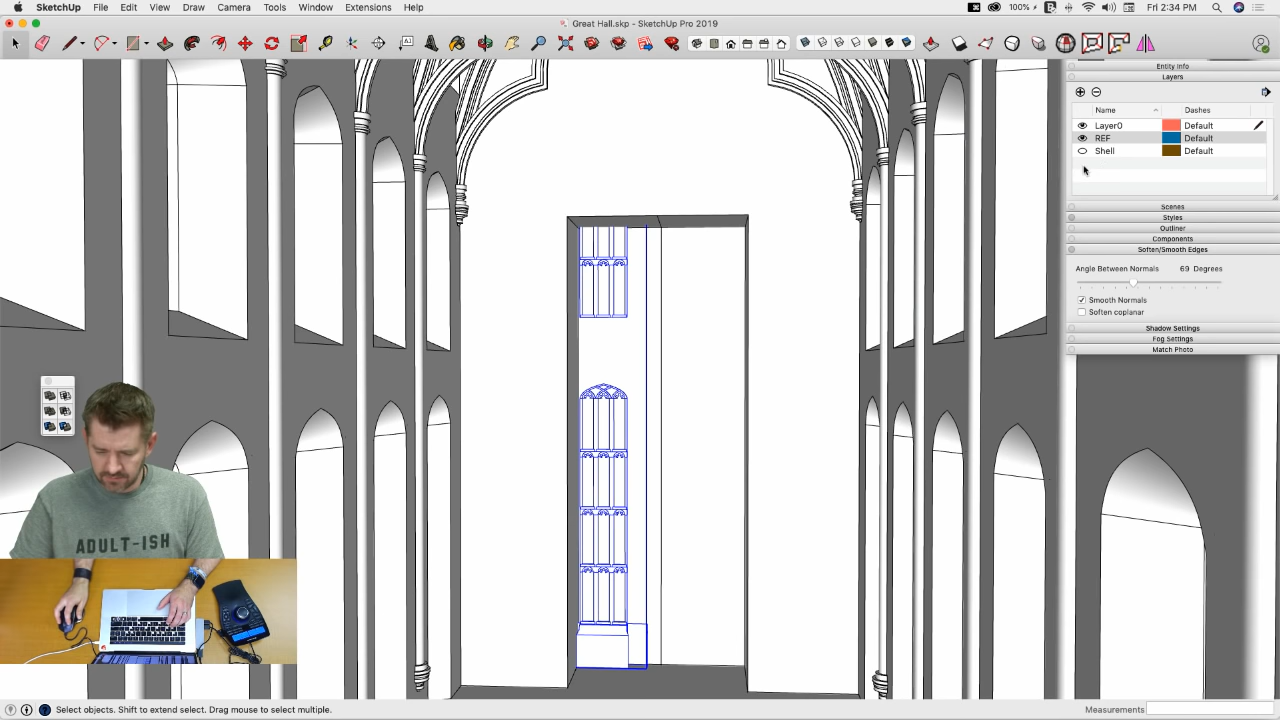 SketchUp File Edit View Draw Camera Tools Window Extensions Help
100% Fri 2:34 PM
Great Hall.skp - SketchUp Pro 2019
Entity Info
Layers
Name Dashes
Layer0 Default
REF Default
Shell Default
Scenes
Styles
Outliner
Components
Soften/Smooth Edges
Angle Between Normals 69 Degrees
Smooth Normals
Soften coplanar
Shadow Settings
Fog Settings
Match Photo
ADULT-ISH
Select objects. Shift to extend select. Drag mouse to select multiple.
Measurements